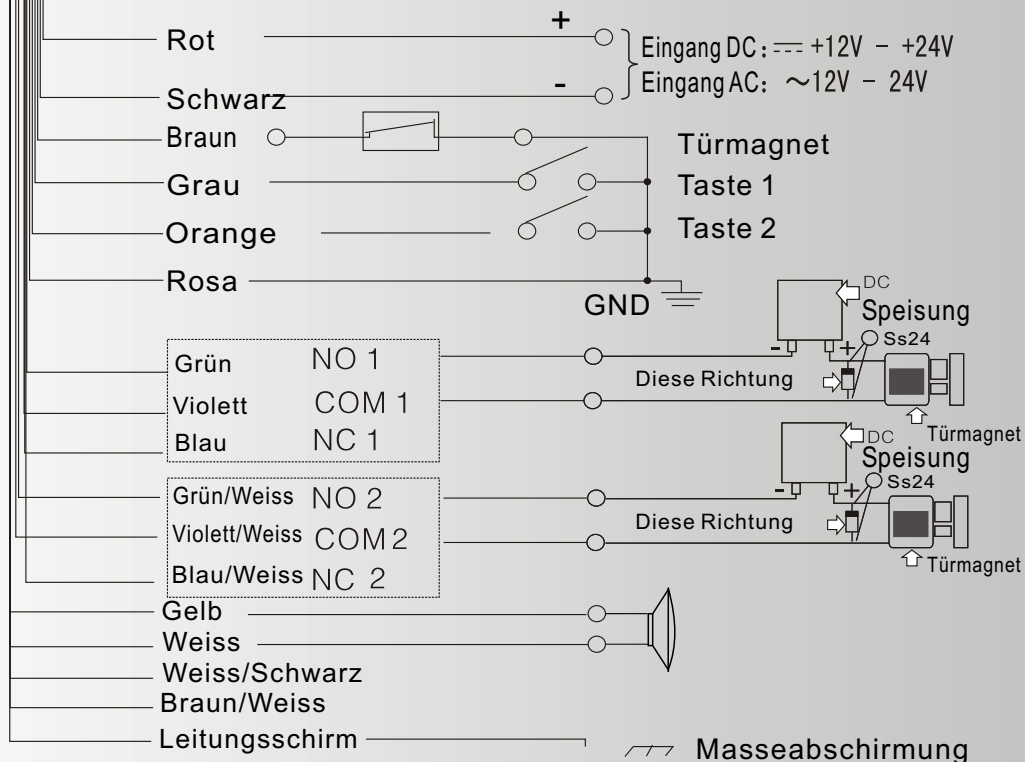 Rot + Eingang DC: ⎓ +12V - +24V
Schwarz - Eingang AC: ～12V - 24V
Braun Türmagnet
Grau Taste 1
Orange Taste 2
Rosa
GND
DC
Speisung
Ss24
- +
Grün NO 1
Diese Richtung
Violett COM 1
Türmagnet
Blau NC 1
DC
Speisung
Ss24
- +
Grün/Weiss NO 2
Diese Richtung
Violett/Weiss COM 2
Türmagnet
Blau/Weiss NC 2
Gelb
Weiss
Weiss/Schwarz
Braun/Weiss
Leitungsschirm
Masseabschirmung